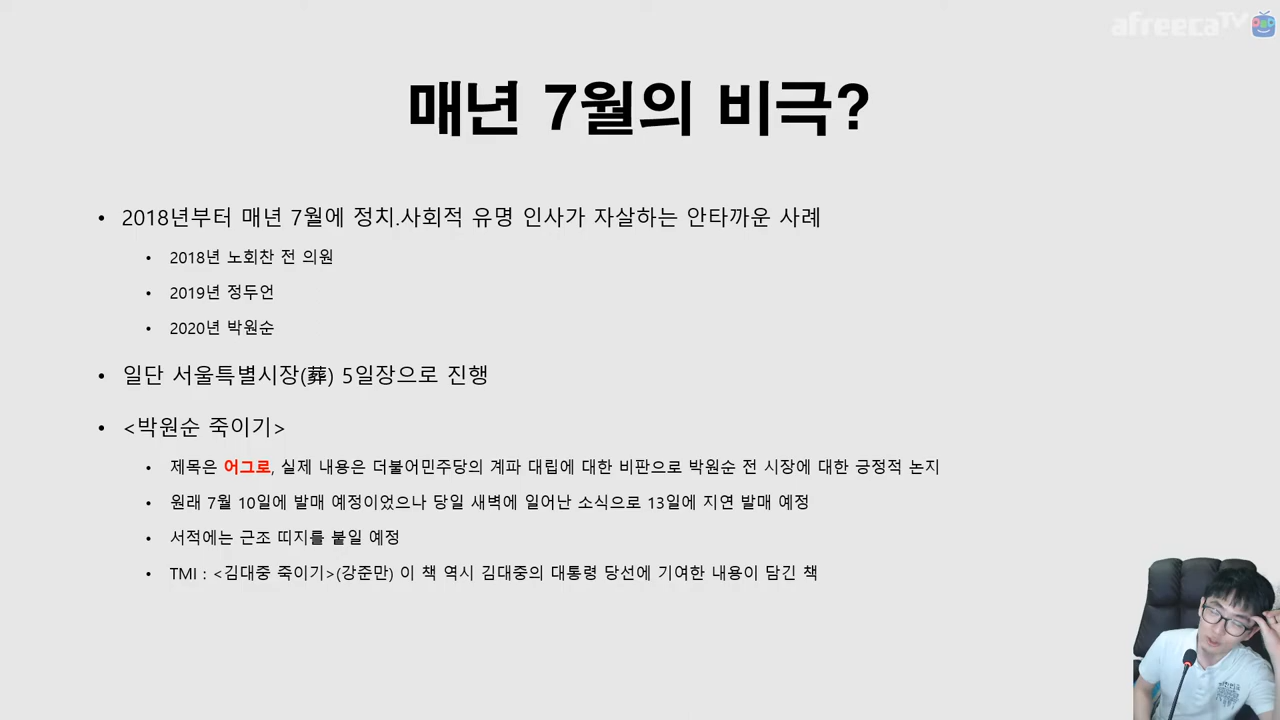 afreecaTV
매년 7월의 비극?
• 2018년부터 매년 7월에 정치.사회적 유명 인사가 자살하는 안타까운 사례
• 2018년 노회찬 전 의원
• 2019년 정두언
• 2020년 박원순
• 일단 서울특별시장(葬) 5일장으로 진행
• <박원순 죽이기>
• 제목은 어그로, 실제 내용은 더불어민주당의 계파 대립에 대한 비판으로 박원순 전 시장에 대한 긍정적 논지
• 원래 7월 10일에 발매 예정이었으나 당일 새벽에 일어난 소식으로 13일에 지연 발매 예정
• 서적에는 근조 띠지를 붙일 예정
• TMI : <김대중 죽이기>(강준만) 이 책 역시 김대중의 대통령 당선에 기여한 내용이 담긴 책